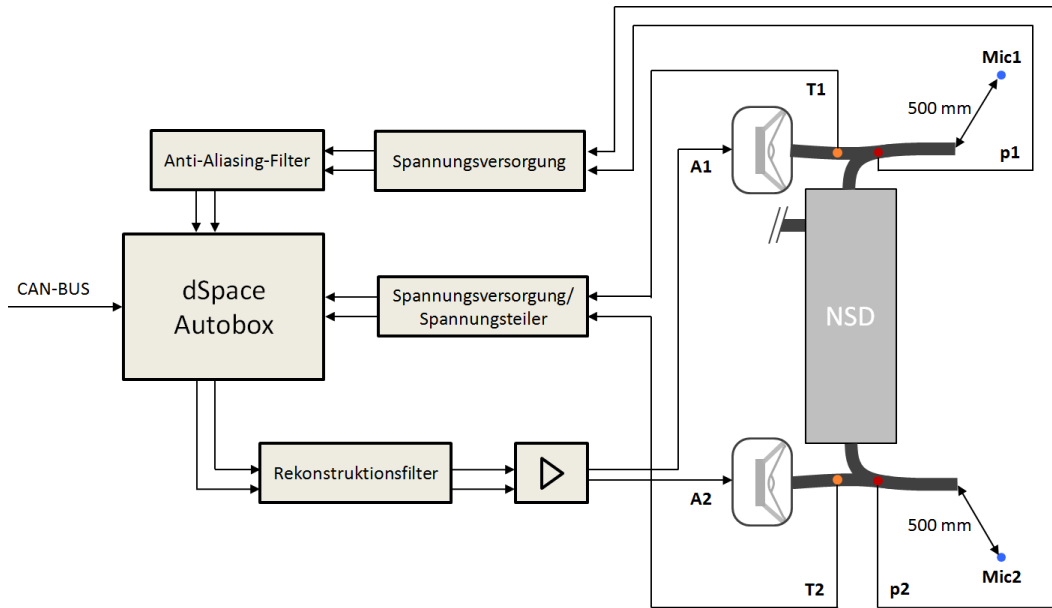 Mic1
T1
500 mm
Anti-Aliasing-Filter
Spannungsversorgung
A1
p1
CAN-BUS
dSpace
Autobox
Spannungsversorgung/
Spannungsteiler
NSD
Rekonstruktionsfilter
A2
500 mm
Mic2
T2
p2